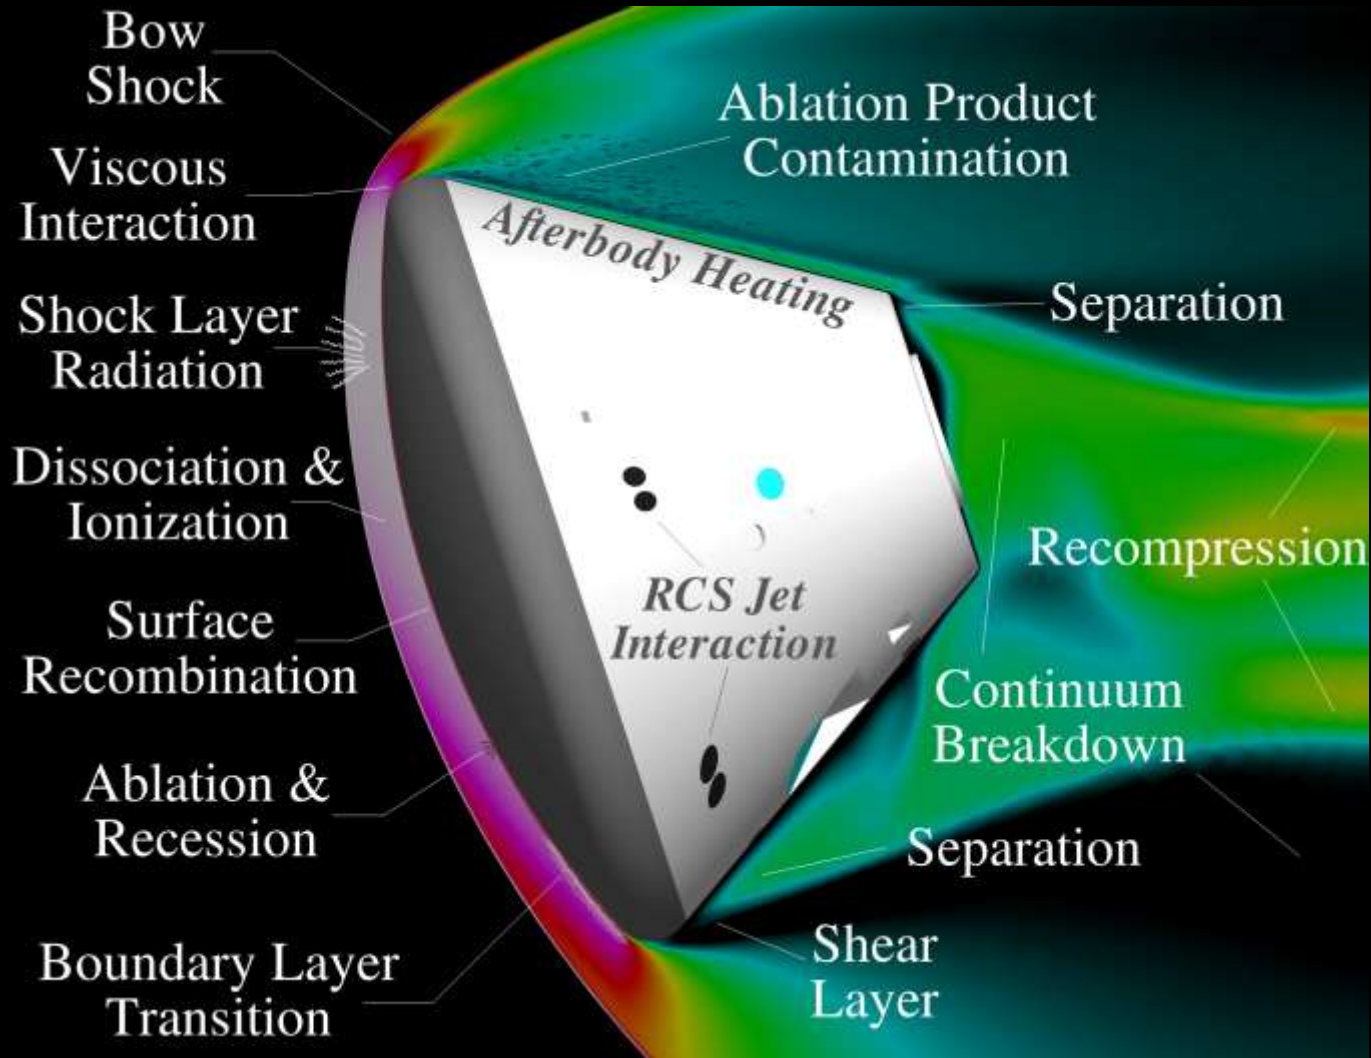 Bow
Shock
Viscous
Interaction
Shock Layer
Radiation
Dissociation &
Ionization
Surface
Recombination
Ablation &
Recession
Boundary Layer
Transition
Ablation Product
Contamination
Afterbody Heating
Separation
RCS Jet
Interaction
Recompression
Continuum
Breakdown
Separation
Shear
Layer